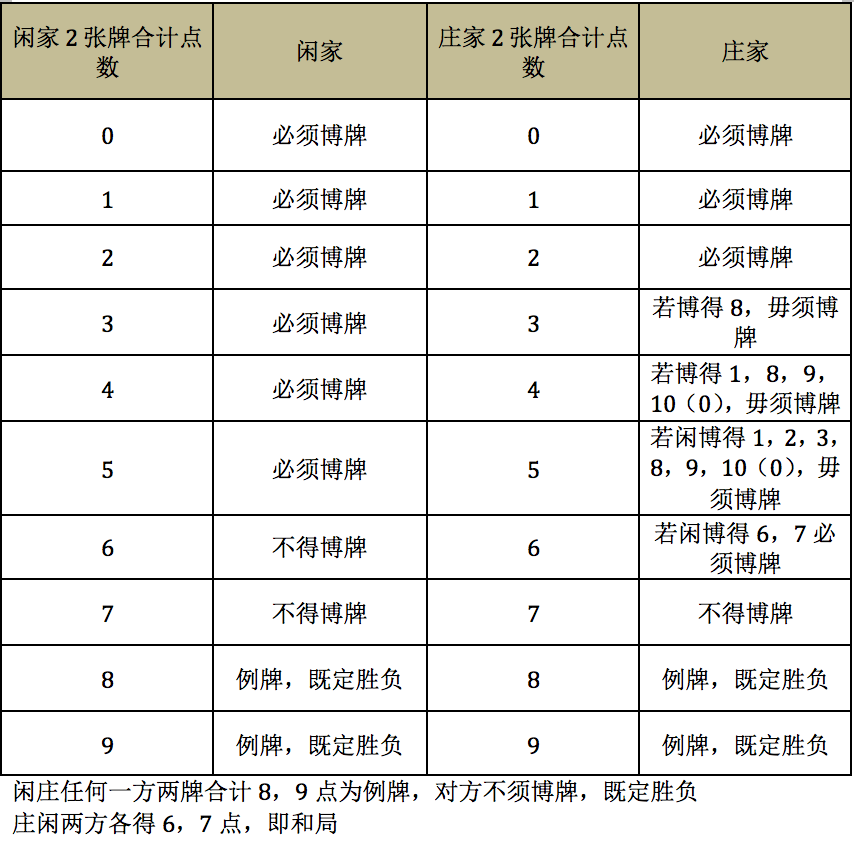 闲家 2 张牌合计点
数
闲家
庄家 2 张牌合计点
数
庄家
0
必须博牌
0
必须博牌
1
必须博牌
1
必须博牌
2
必须博牌
2
必须博牌
3
必须博牌
3
若博得 8，毋须博
牌
4
必须博牌
4
若博得 1，8，9，
10（0），毋须博牌
5
必须博牌
5
若闲博得 1，2，3，
8，9，10（0），毋
须博牌
6
不得博牌
6
若闲博得 6，7 必
须博牌
7
不得博牌
7
不得博牌
8
例牌，既定胜负
8
例牌，既定胜负
9
例牌，既定胜负
9
例牌，既定胜负
闲庄任何一方两牌合计 8，9 点为例牌，对方不须博牌，既定胜负
庄闲两方各得 6，7 点，即和局